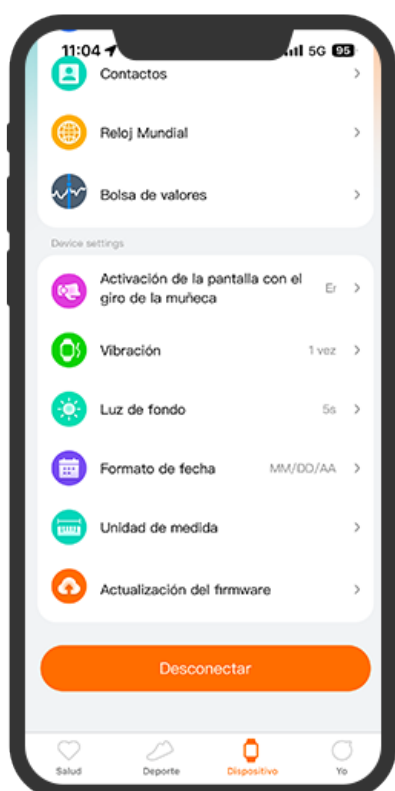 11:04 5G 95
Contactos
Reloj Mundial
Bolsa de valores
Device settings
Activación de la pantalla con el
giro de la muñeca
Er
Vibración 1 vez
Luz de fondo 5s
Formato de fecha MM/DD/AA
Unidad de medida
Actualización del firmware
Desconectar
Salud Deporte Dispositivo Yo